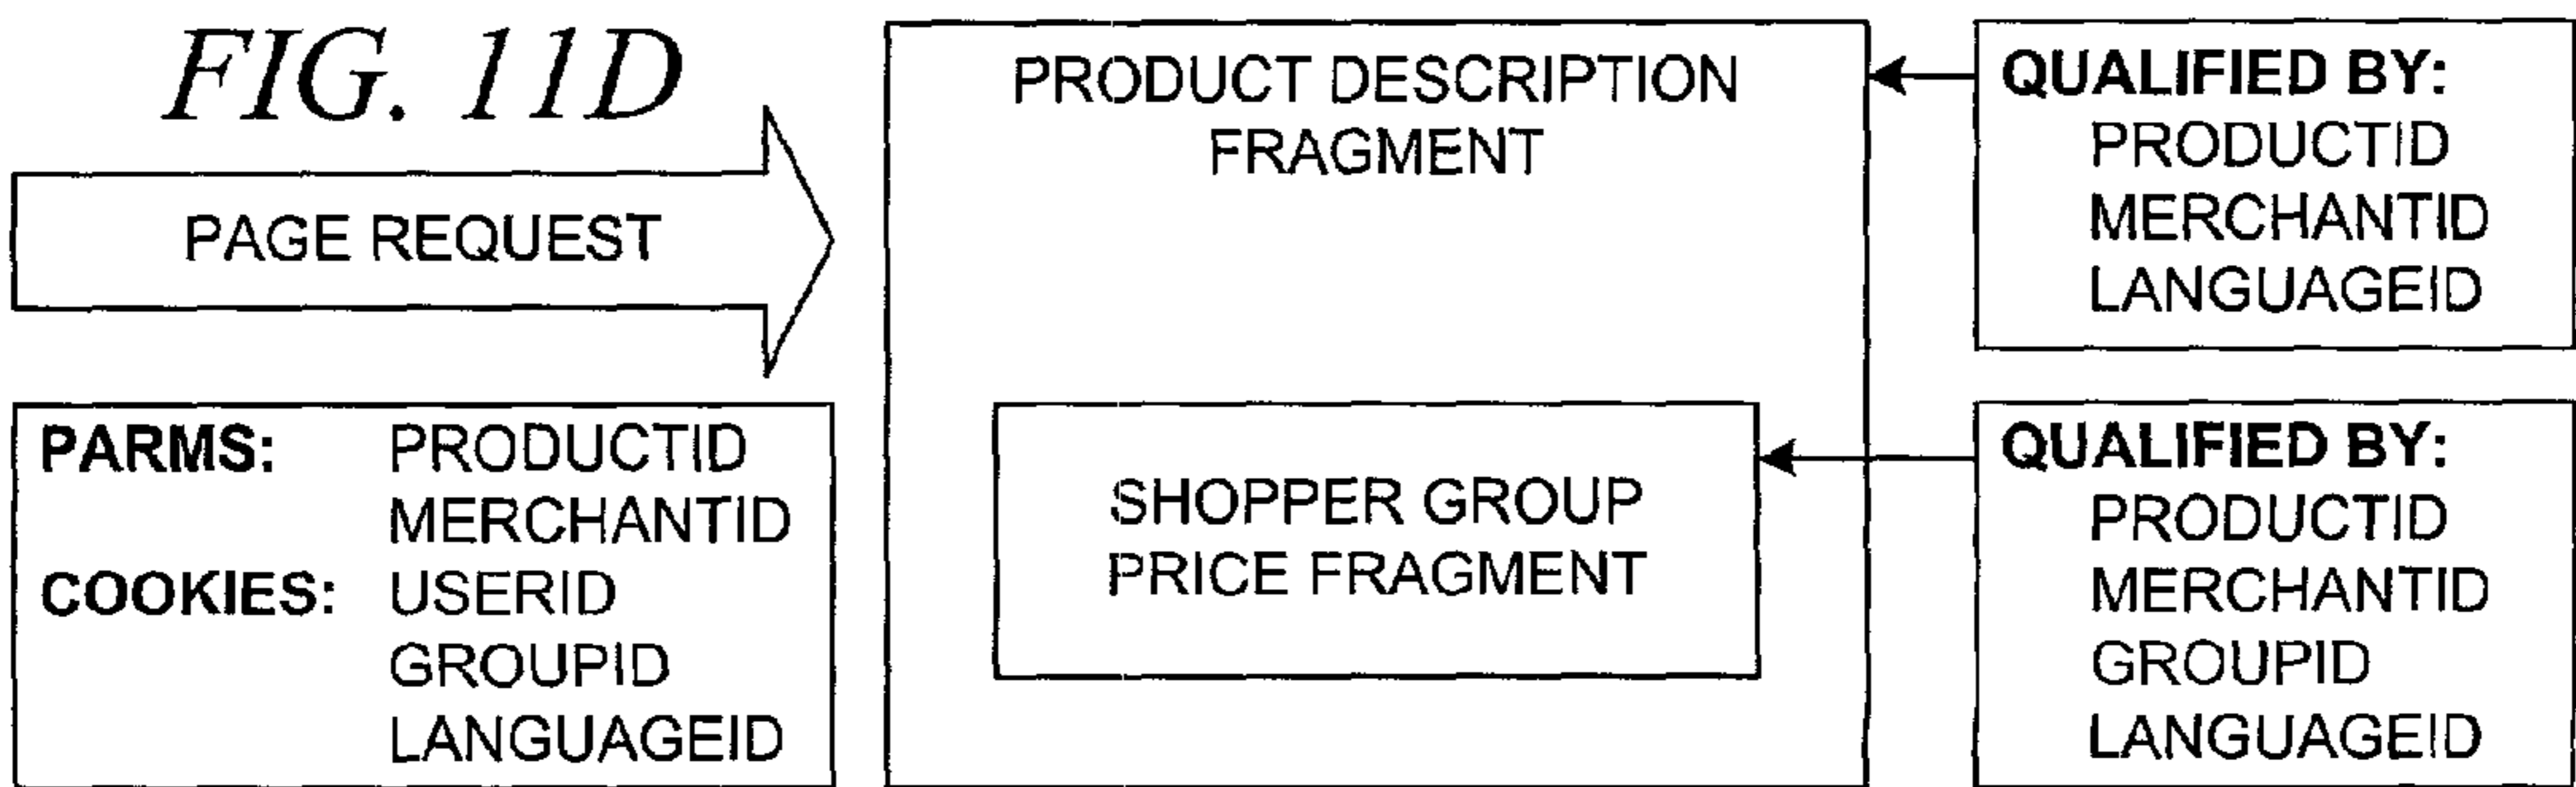 FIG. 11D
PAGE REQUEST
PARMS: PRODUCTID
MERCHANTID
COOKIES: USERID
GROUPID
LANGUAGEID
PRODUCT DESCRIPTION
FRAGMENT
SHOPPER GROUP
PRICE FRAGMENT
QUALIFIED BY:
PRODUCTID
MERCHANTID
LANGUAGEID
QUALIFIED BY:
PRODUCTID
MERCHANTID
GROUPID
LANGUAGEID